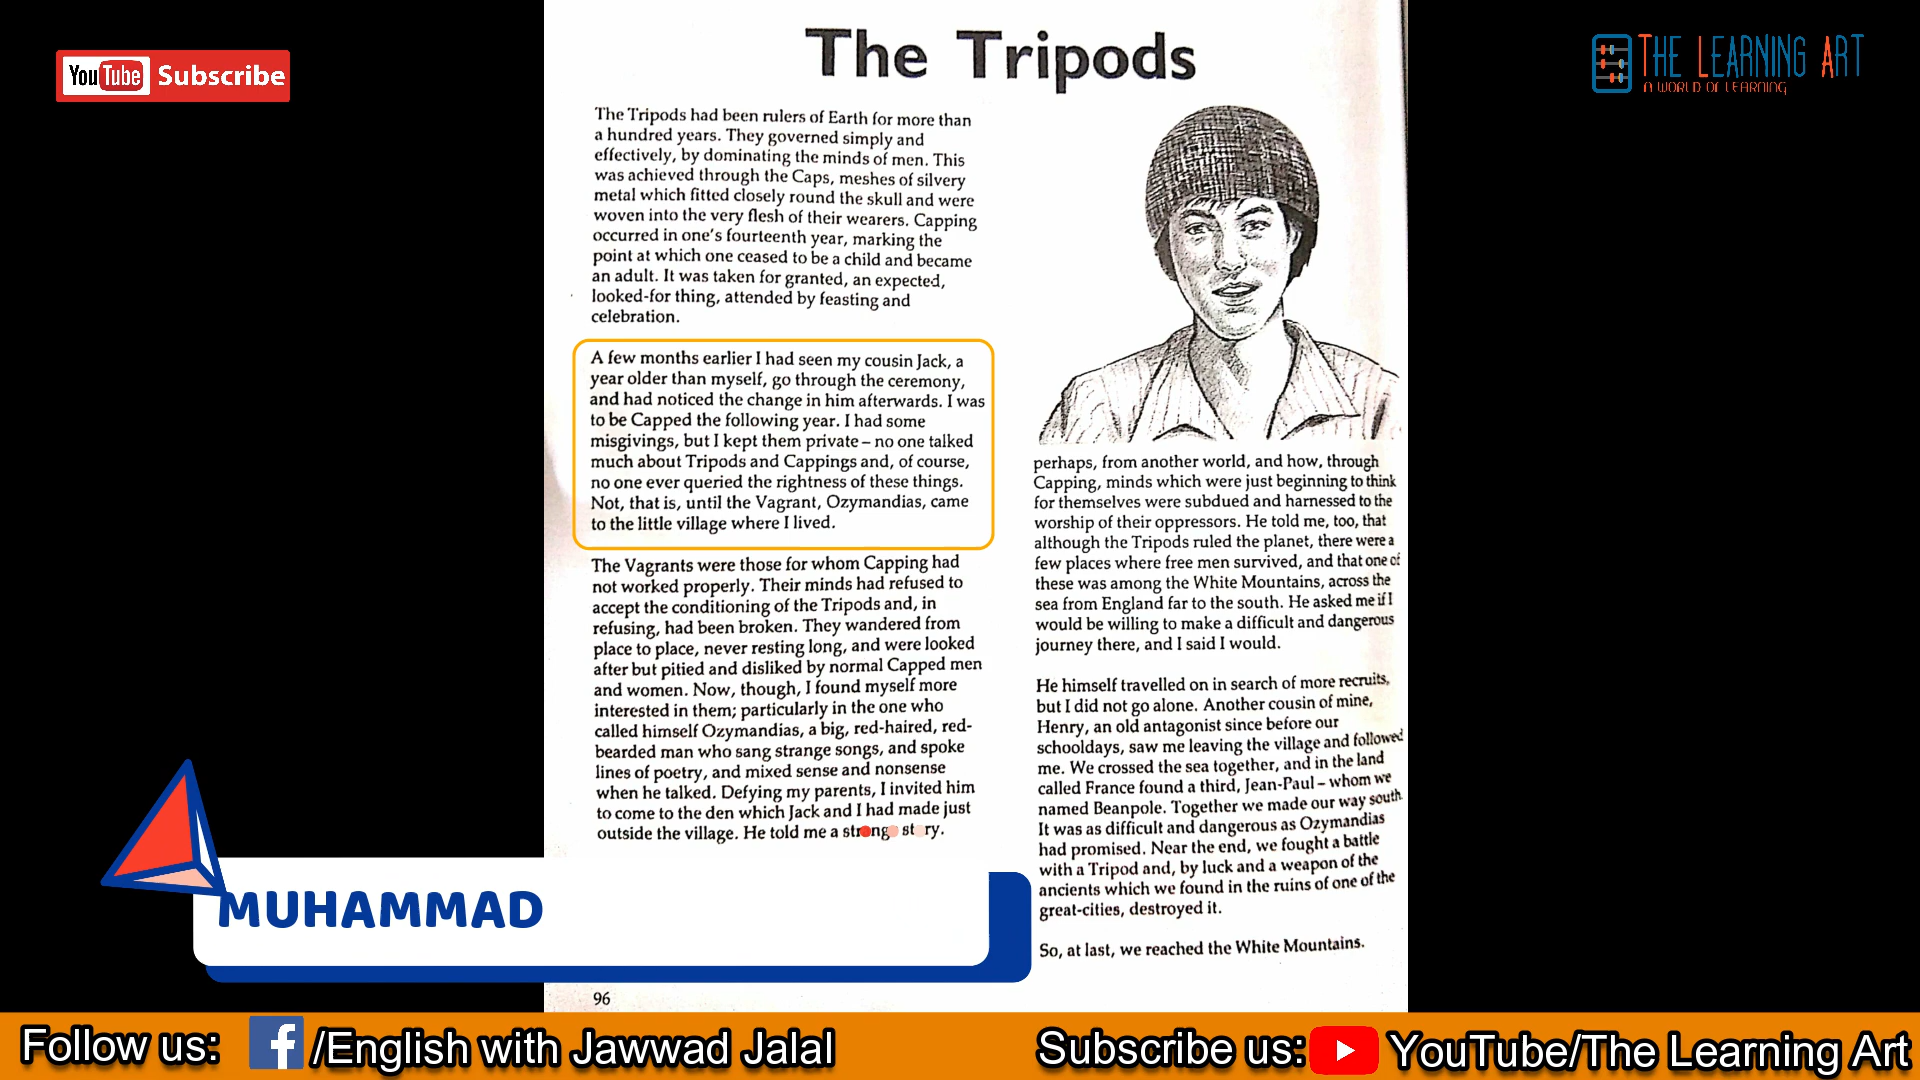 The Tripods
YouTube Subscribe
THE LEARNING ART
A WORLD OF LEARNING
The Tripods had been rulers of Earth for more than
a hundred years. They governed simply and
effectively, by dominating the minds of men. This
was achieved through the Caps, meshes of silvery
metal which fitted closely round the skull and were
woven into the very flesh of their wearers. Capping
occurred in one's fourteenth year, marking the
point at which one ceased to be a child and became
an adult. It was taken for granted, an expected,
looked-for thing, attended by feasting and
celebration.
A few months earlier I had seen my cousin Jack, a
year older than myself, go through the ceremony,
and had noticed the change in him afterwards. I was
to be Capped the following year. I had some
misgivings, but I kept them private – no one talked
much about Tripods and Cappings and, of course,
no one ever queried the rightness of these things.
Not, that is, until the Vagrant, Ozymandias, came
to the little village where I lived.
The Vagrants were those for whom Capping had
not worked properly. Their minds had refused to
accept the conditioning of the Tripods and, in
refusing, had been broken. They wandered from
place to place, never resting long, and were looked
after but pitied and disliked by normal Capped men
and women. Now, though, I found myself more
interested in them; particularly in the one who
called himself Ozymandias, a big, red-haired, red-
bearded man who sang strange songs, and spoke
lines of poetry, and mixed sense and nonsense
when he talked. Defying my parents, I invited him
to come to the den which Jack and I had made just
outside the village. He told me a strange story.
perhaps, from another world, and how, through
Capping, minds which were just beginning to think
for themselves were subdued and harnessed to the
worship of their oppressors. He told me, too, that
although the Tripods ruled the planet, there were a
few places where free men survived, and that one of
these was among the White Mountains, across the
sea from England far to the south. He asked me if I
would be willing to make a difficult and dangerous
journey there, and I said I would.
He himself travelled on in search of more recruits,
but I did not go alone. Another cousin of mine,
Henry, an old antagonist since before our
schooldays, saw me leaving the village and followed
me. We crossed the sea together, and in the land
called France found a third, Jean-Paul – whom we
named Beanpole. Together we made our way south.
It was as difficult and dangerous as Ozymandias
had promised. Near the end, we fought a battle
with a Tripod and, by luck and a weapon of the
ancients which we found in the ruins of one of the
great-cities, destroyed it.
So, at last, we reached the White Mountains.
MUHAMMAD
96
Follow us: f /English with Jawwad Jalal
Subscribe us: YouTube/The Learning Art